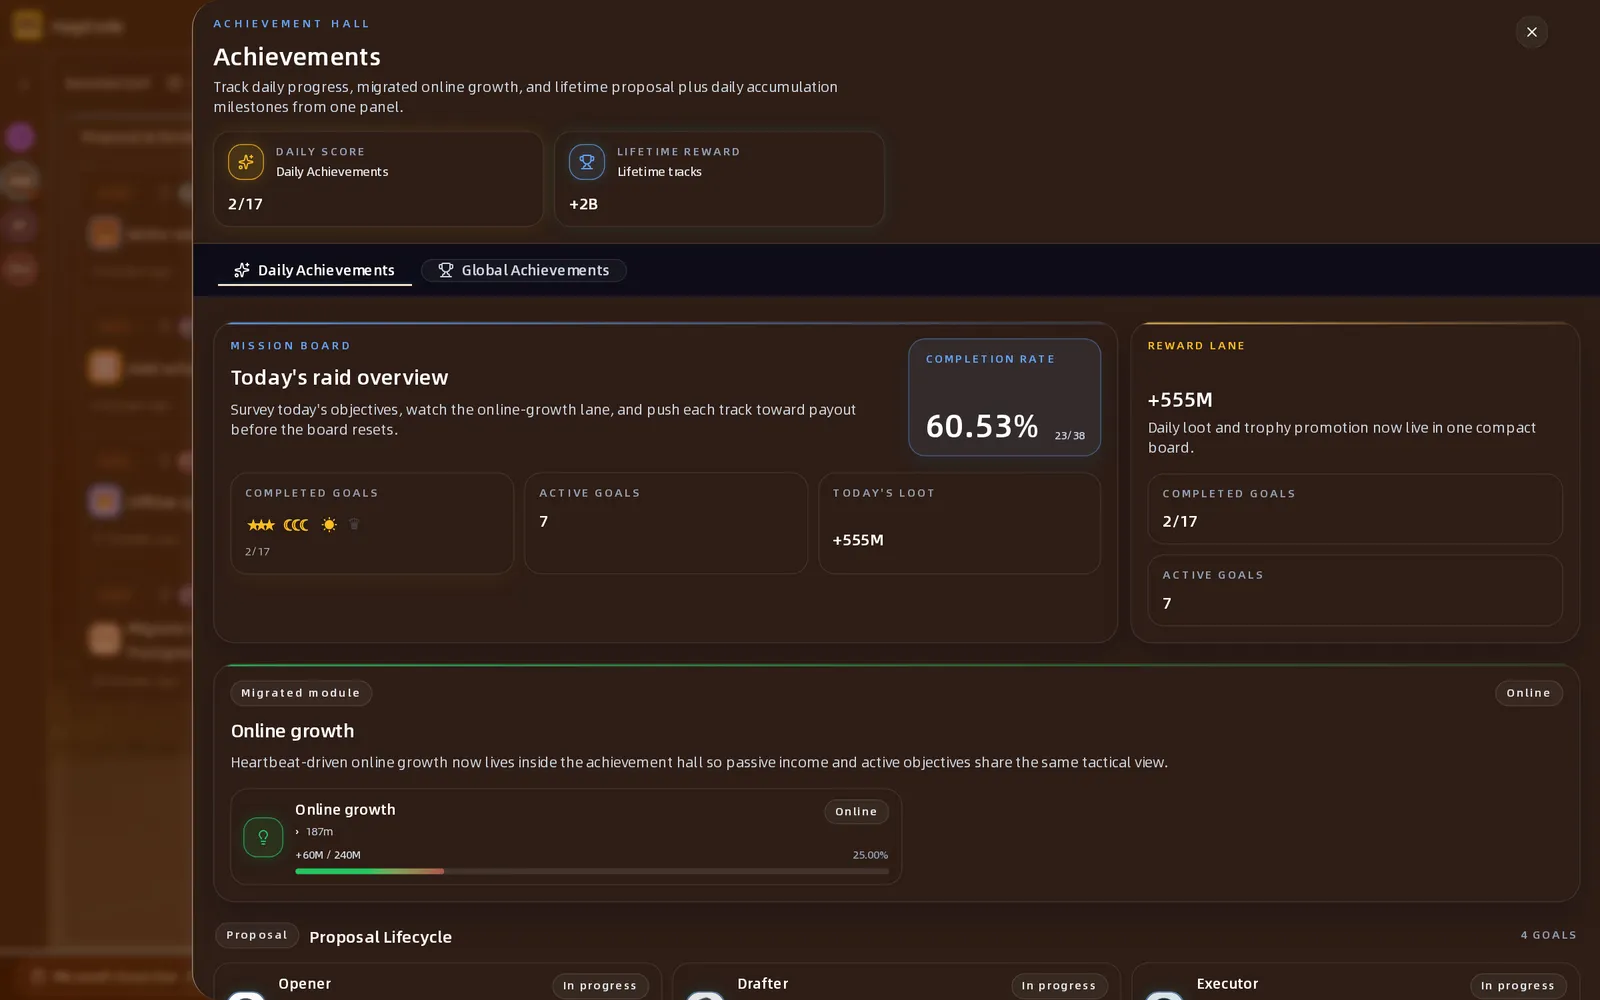 ACHIEVEMENT HALL
Achievements
Track daily progress, migrated online growth, and lifetime proposal plus daily accumulation
milestones from one panel.
DAILY SCORE
Daily Achievements
2/17
LIFETIME REWARD
Lifetime tracks
+2B
Daily Achievements
Global Achievements
MISSION BOARD
Today's raid overview
Survey today's objectives, watch the online-growth lane, and push each track toward payout
before the board resets.
COMPLETION RATE
60.53%
23/38
COMPLETED GOALS
2/17
ACTIVE GOALS
7
TODAY'S LOOT
+555M
REWARD LANE
+555M
Daily loot and trophy promotion now live in one compact
board.
COMPLETED GOALS
2/17
ACTIVE GOALS
7
Migrated module
Online
Online growth
Heartbeat-driven online growth now lives inside the achievement hall so passive income and active objectives share the same tactical view.
Online growth
Online
› 187m
+60M / 240M
25.00%
Proposal
Proposal Lifecycle
4 GOALS
Opener
In progress
Drafter
In progress
Executor
In progress